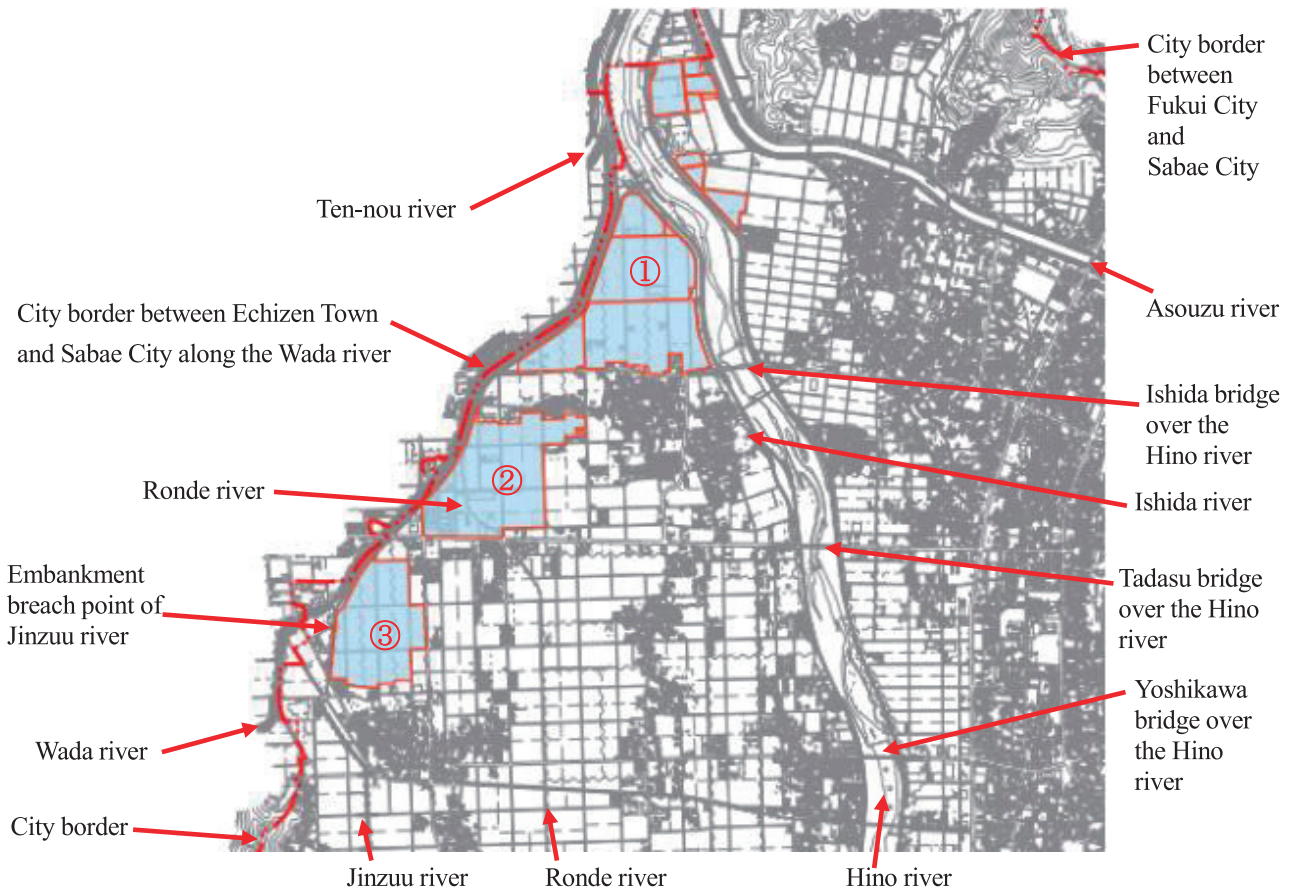 City border
between
Fukui City
and
Sabae City
Ten-nou river
①
Asouzu river
City border between Echizen Town
and Sabae City along the Wada river
Ishida bridge
over the
Hino river
②
Ronde river
Ishida river
Embankment
breach point of
Jinzuu river
Tadasu bridge
over the Hino
river
③
Yoshikawa
bridge over
the Hino
river
Wada river
City border
Jinzuu river
Ronde river
Hino river